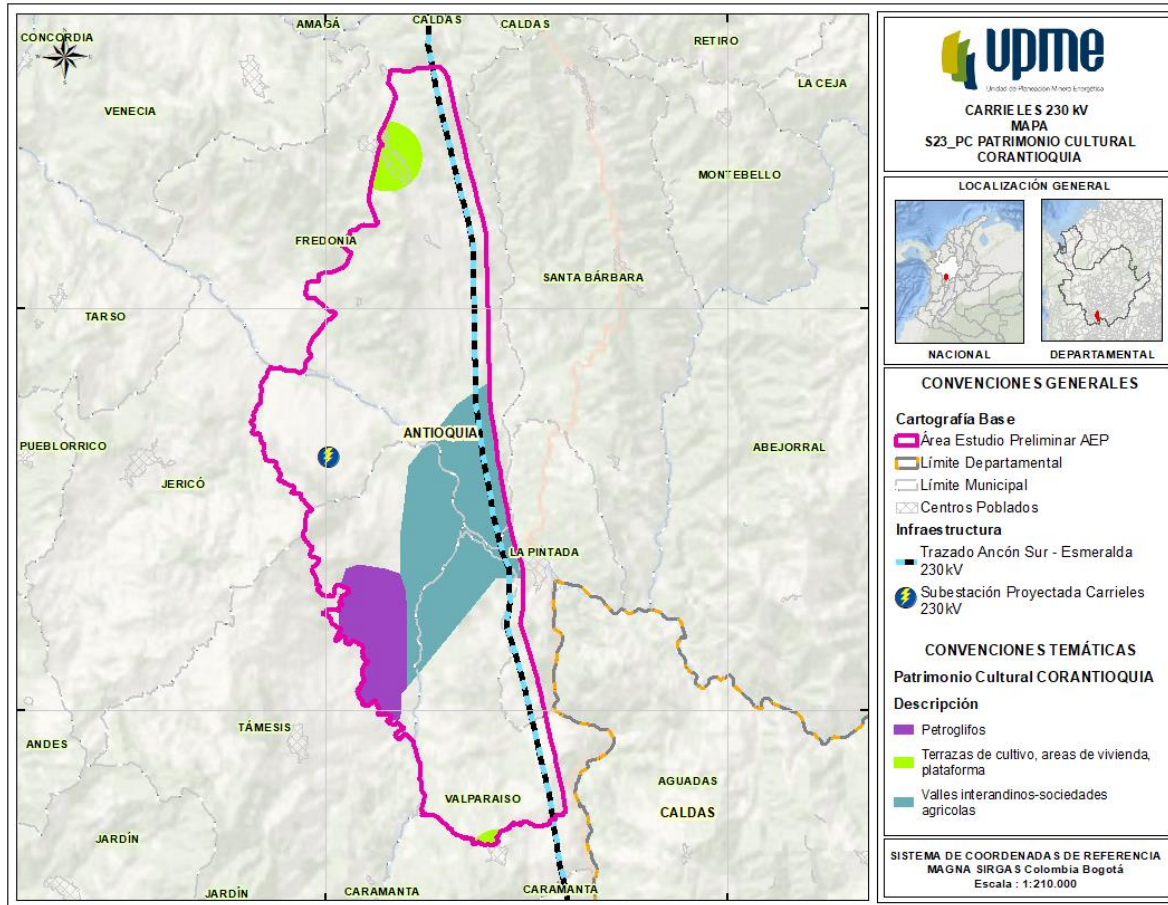 CONCORDIA
AMAGÁ
CALDAS
CALDAS
RETIRO
LA CEJA
VENECIA
MONTEBELLO
FREDONIA
SANTA BÁRBARA
TARSO
ANTIOQUIA
PUEBLORRICO
JERICÓ
ABEJORRAL
LA PINTADA
TÁMESIS
ANDES
VALPARAISO
AGUADAS
CALDAS
JARDÍN
JARDÍN
CARAMANTA
CARAMANTA
upme
Unidad de Planeación Minero Energética
CARRIELES 230 kV
MAPA
S23_PC PATRIMONIO CULTURAL
CORANTIOQUIA
LOCALIZACIÓN GENERAL
NACIONAL
DEPARTAMENTAL
CONVENCIONES GENERALES
Cartografía Base
Área Estudio Preliminar AEP
Límite Departamental
Límite Municipal
Centros Poblados
Infraestructura
Trazado Ancón Sur - Esmeralda
230kV
Subestación Proyectada Carrieles
230kV
CONVENCIONES TEMÁTICAS
Patrimonio Cultural CORANTIOQUIA
Descripción
Petroglifos
Terrazas de cultivo, areas de vivienda,
plataforma
Valles interandinos-sociedades
agricolas
SISTEMA DE COORDENADAS DE REFERENCIA
MAGNA SIRGAS Colombia Bogotá
Escala : 1:210.000